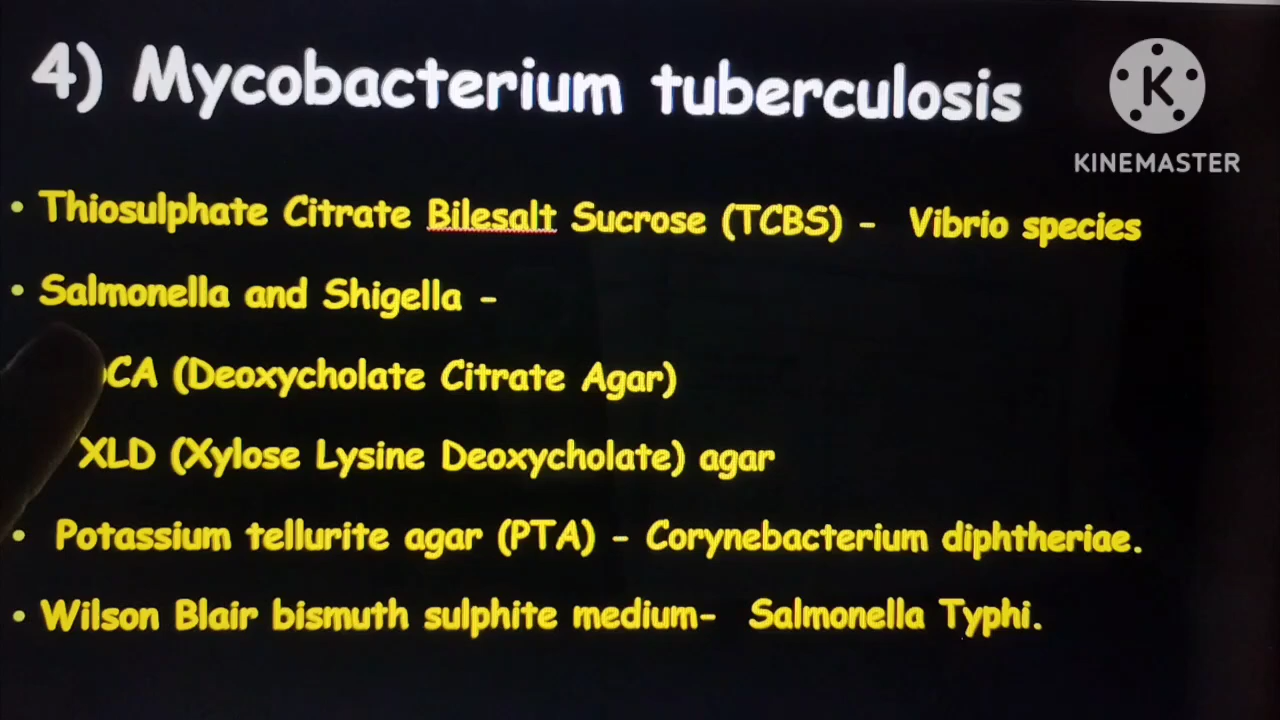 4) Mycobacterium tuberculosis
K
KINEMASTER
• Thiosulphate Citrate Bilesalt Sucrose (TCBS) - Vibrio species
• Salmonella and Shigella -
CA (Deoxycholate Citrate Agar)
XLD (Xylose Lysine Deoxycholate) agar
• Potassium tellurite agar (PTA) - Corynebacterium diphtheriae.
• Wilson Blair bismuth sulphite medium- Salmonella Typhi.